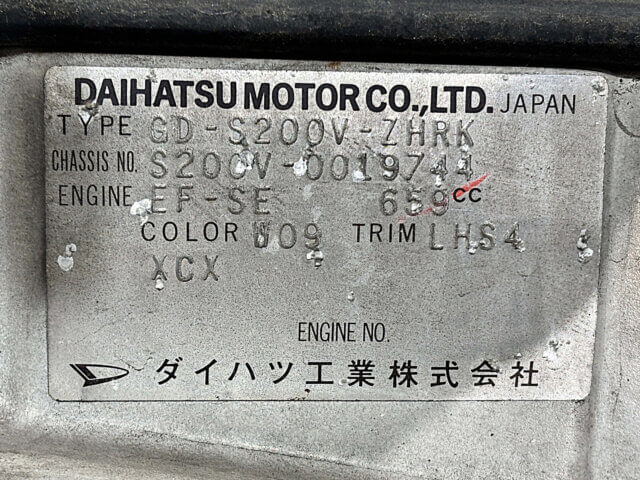 DAIHATSU MOTOR CO.,LTD. JAPAN
TYPE GD-S200V-ZHRK
CHASSIS NO. S200V-0019744
ENGINE EF-SE 659cc
COLOR W09 TRIM LHS4
XCX
ENGINE NO.
ダイハツ工業株式会社